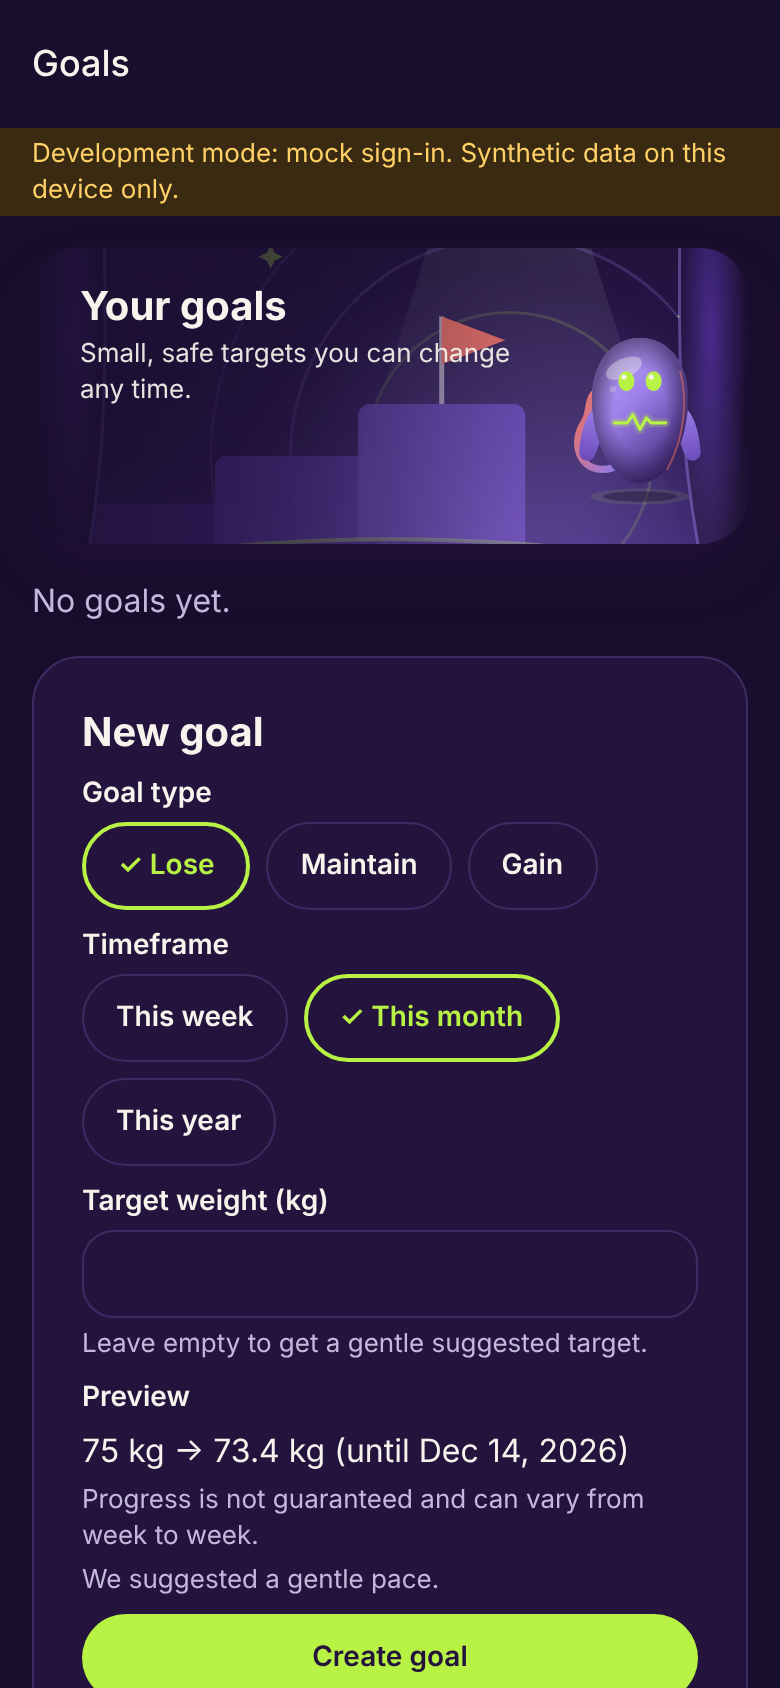 Goals
Development mode: mock sign-in. Synthetic data on this
device only.
Your goals
Small, safe targets you can change
any time.
No goals yet.
New goal
Goal type
✓ Lose
Maintain
Gain
Timeframe
This week
✓ This month
This year
Target weight (kg)
Leave empty to get a gentle suggested target.
Preview
75 kg → 73.4 kg (until Dec 14, 2026)
Progress is not guaranteed and can vary from
week to week.
We suggested a gentle pace.
Create goal